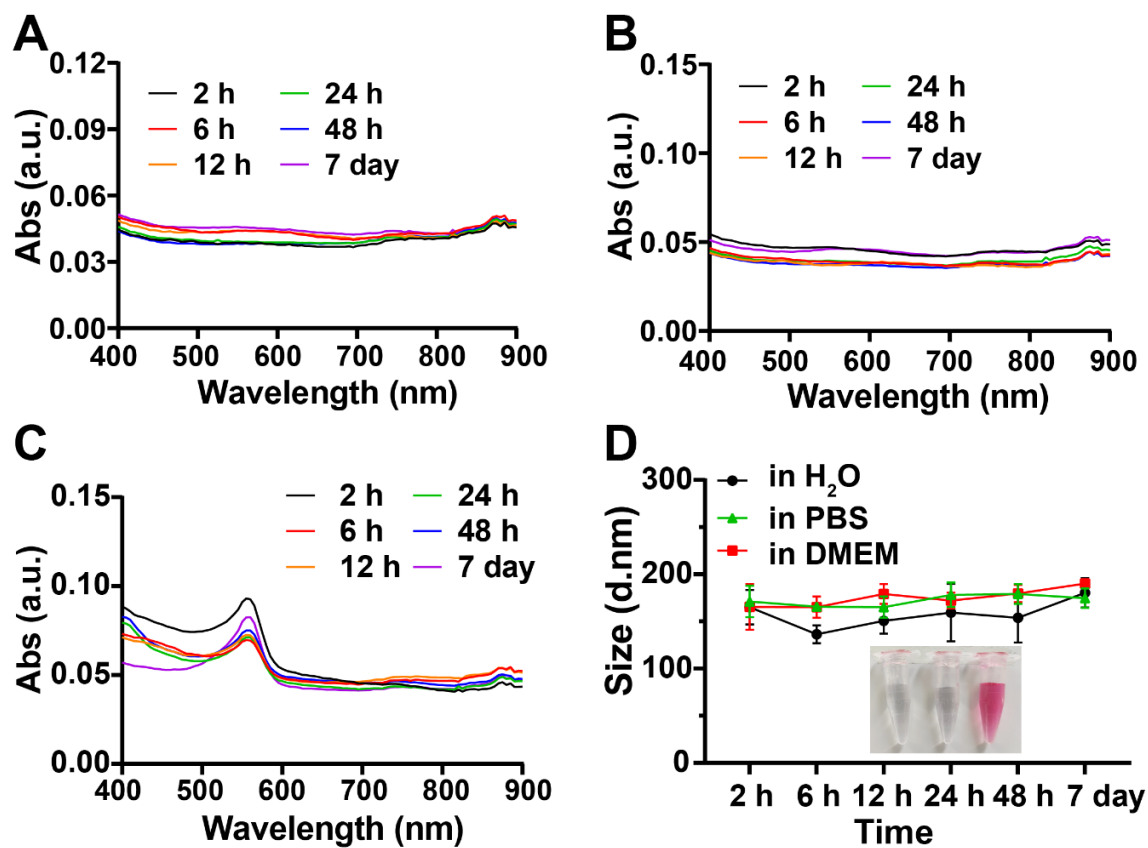 A
Abs (a.u.)
0.12
0.09
0.06
0.03
0.00
2 h
6 h
12 h
24 h
48 h
7 day
400 500 600 700 800 900
Wavelength (nm)
B
Abs (a.u.)
0.15
0.10
0.05
0.00
2 h
6 h
12 h
24 h
48 h
7 day
400 500 600 700 800 900
Wavelength (nm)
C
Abs (a.u.)
0.15
0.10
0.05
0.00
2 h
6 h
12 h
24 h
48 h
7 day
400 500 600 700 800 900
Wavelength (nm)
D
Size (d.nm)
300
200
100
0
in H₂O
in PBS
in DMEM
2 h 6 h 12 h 24 h 48 h 7 day
Time